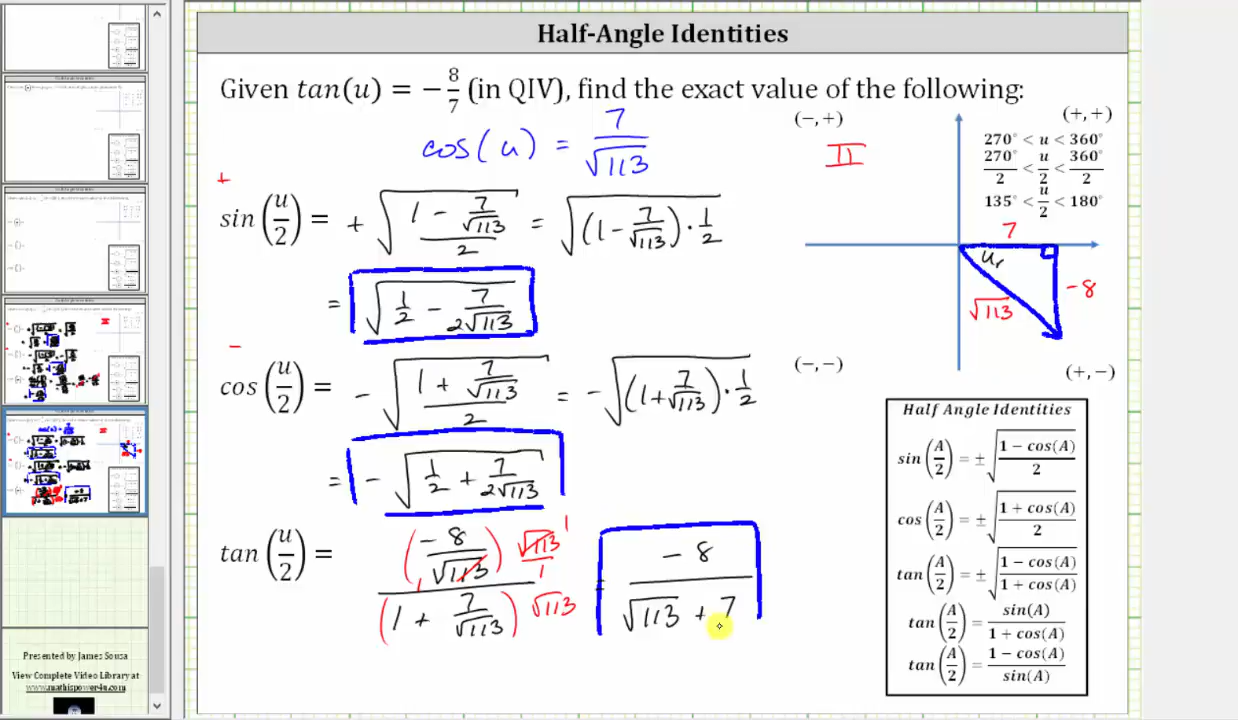 Half-Angle Identities
Given tan(u) = −8/7 (in QIV), find the exact value of the following:
cos(u) = 7/√113
+
sin(u/2) = +√((1 − 7/√113)/2) = √((1 − 7/√113) · 1/2)
= √(1/2 − 7/(2√113))
−
cos(u/2) = −√((1 + 7/√113)/2) = −√((1 + 7/√113) · 1/2)
= −√(1/2 + 7/(2√113))
tan(u/2) = (−8/√113) √113/1 / (1 + 7/√113) √113 = −8/(√113 + 7)
1
1
(−,+)
(+,+)
II
270° < u < 360°
270°/2 < u/2 < 360°/2
135° < u/2 < 180°
7
uᵣ
−8
√113
(−,−)
(+,−)
Half Angle Identities
sin(A/2) = ±√((1 − cos(A))/2)
cos(A/2) = ±√((1 + cos(A))/2)
tan(A/2) = ±√((1 − cos(A))/(1 + cos(A)))
tan(A/2) = sin(A)/(1 + cos(A))
tan(A/2) = (1 − cos(A))/sin(A)
Presented by James Sousa
View Complete Video Library at
www.mathispower4u.com